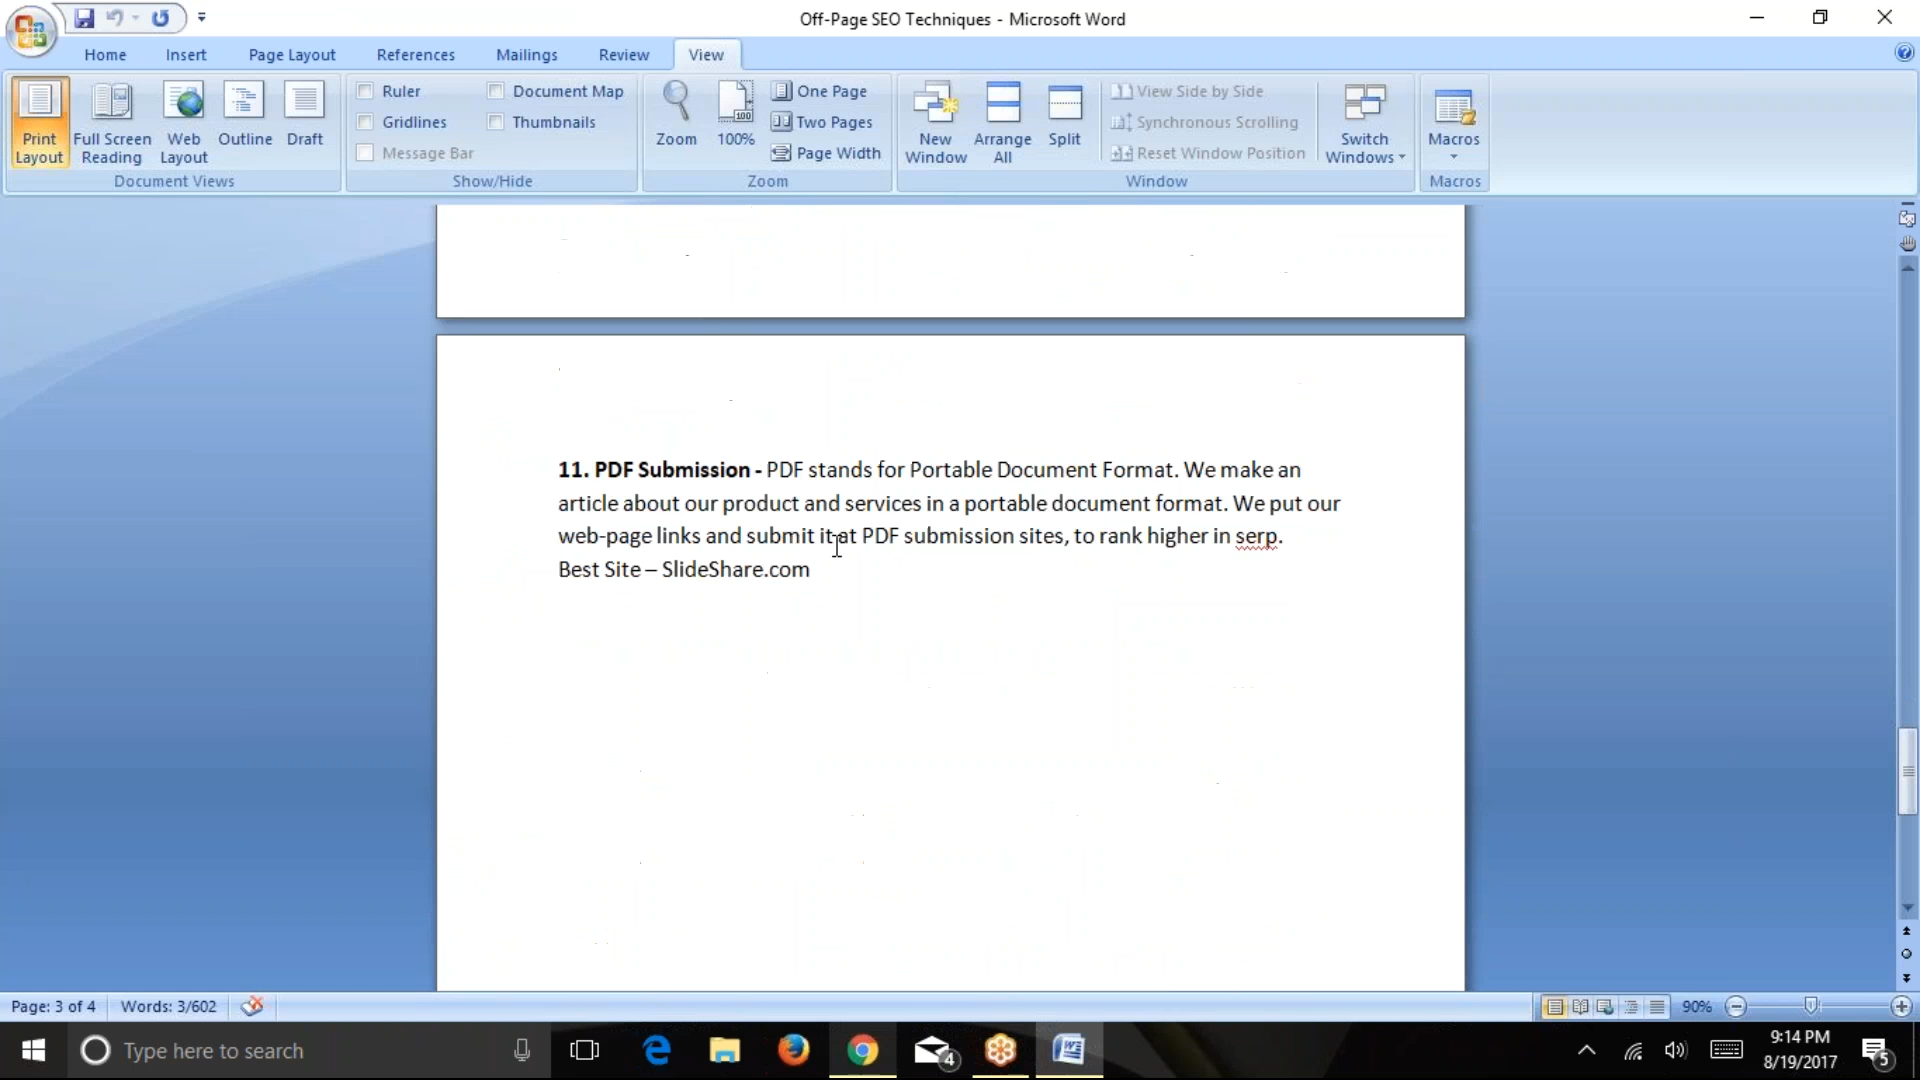 Off-Page SEO Techniques - Microsoft Word
Home Insert Page Layout References Mailings Review View
Print Layout
Full Screen Reading
Web Layout
Outline
Draft
Document Views
Ruler
Gridlines
Message Bar
Document Map
Thumbnails
Show/Hide
Zoom
100%
One Page
Two Pages
Page Width
Zoom
New Window
Arrange All
Split
View Side by Side
Synchronous Scrolling
Reset Window Position
Switch Windows
Window
Macros
Macros
11. PDF Submission - PDF stands for Portable Document Format. We make an
article about our product and services in a portable document format. We put our
web-page links and submit it at PDF submission sites, to rank higher in serp.
Best Site – SlideShare.com
Page: 3 of 4 Words: 3/602 90%
Type here to search
4
9:14 PM
8/19/2017
5